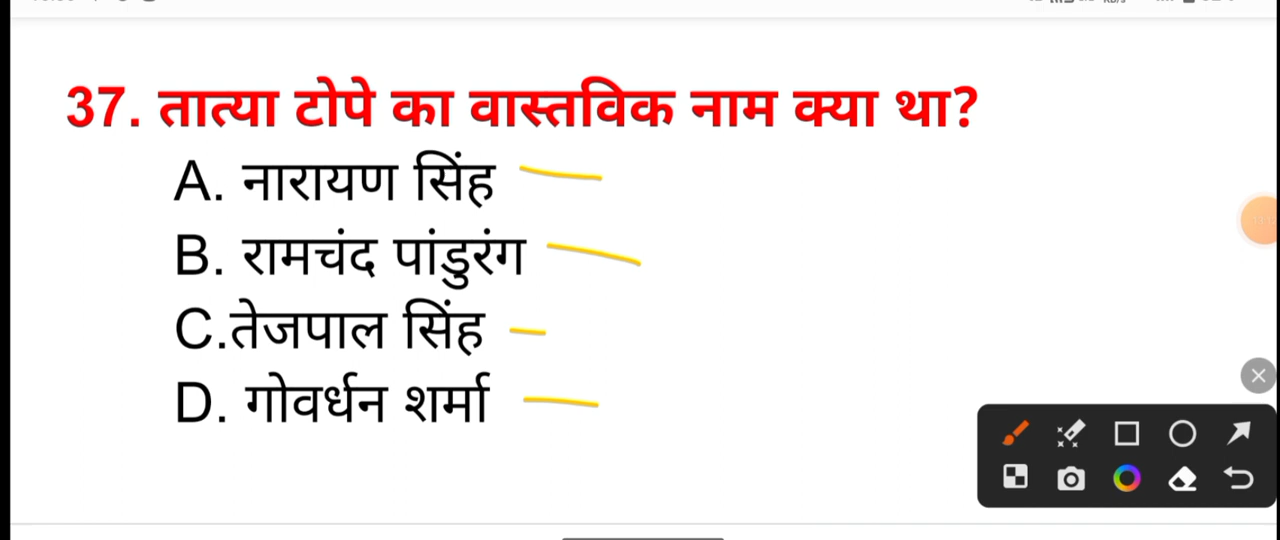 37. तात्या टोपे का वास्तविक नाम क्या था?
A. नारायण सिंह
B. रामचंद पांडुरंग
C.तेजपाल सिंह
D. गोवर्धन शर्मा